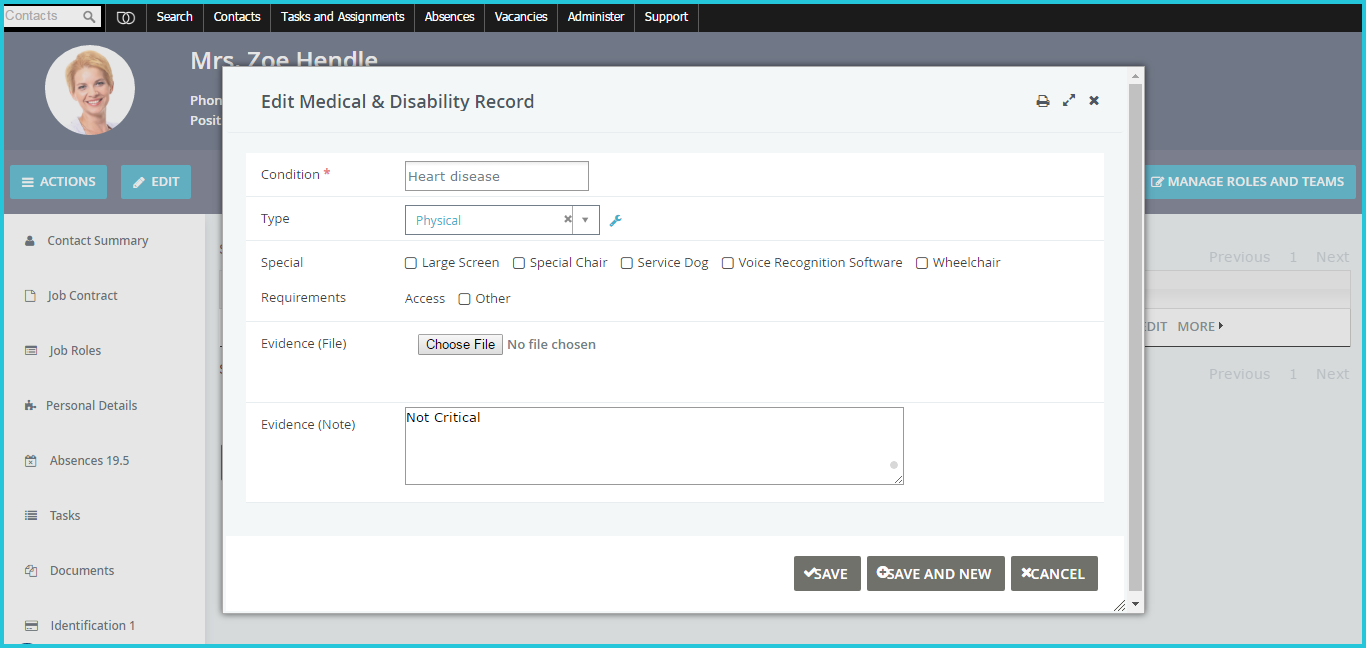 Contacts Search Contacts Tasks and Assignments Absences Vacancies Administer Support
Mrs. Zoe Hendle
Edit Medical & Disability Record
Phon
Posit
ACTIONS EDIT MANAGE ROLES AND TEAMS
Condition * Heart disease
Type Physical
Special Large Screen Special Chair Service Dog Voice Recognition Software Wheelchair
Requirements Access Other
Evidence (File) Choose File No file chosen
Evidence (Note) Not Critical
SAVE SAVE AND NEW CANCEL
Contact Summary
Job Contract
Job Roles
Personal Details
Absences 19.5
Tasks
Documents
Identification 1
Previous 1 Next
DIT MORE
Previous 1 Next